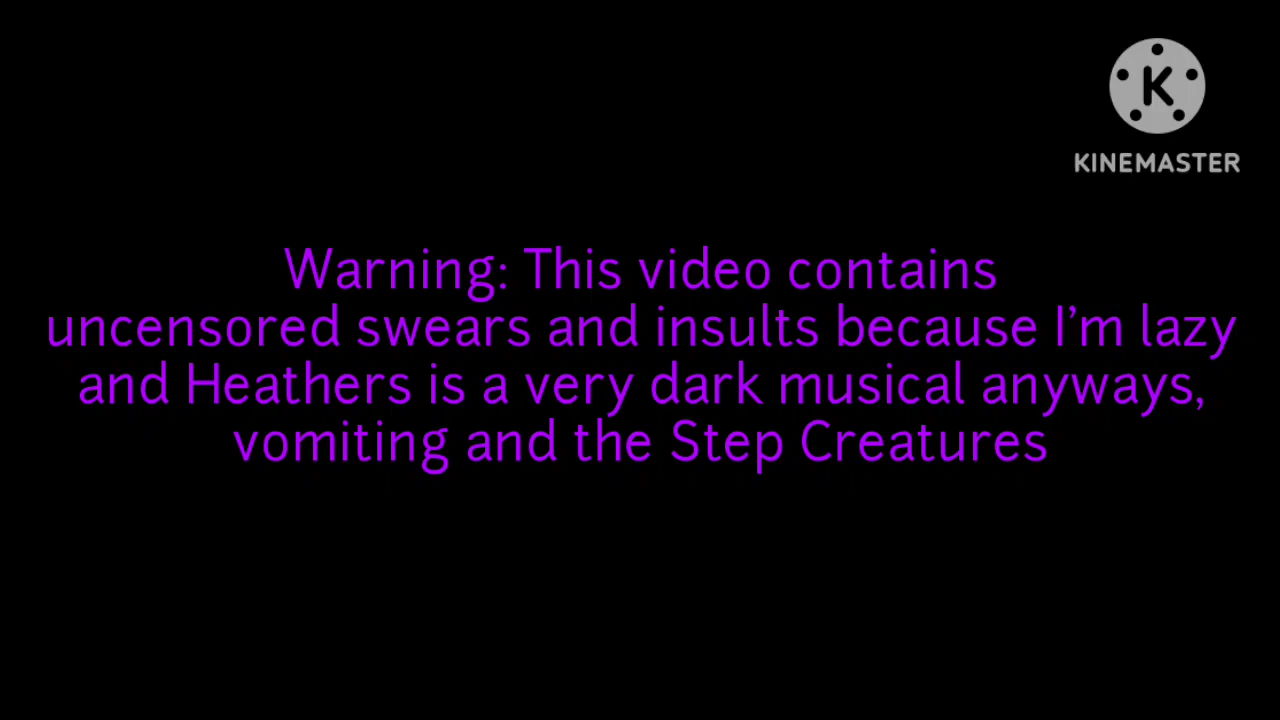 K
KINEMASTER
Warning: This video contains
uncensored swears and insults because I’m lazy
and Heathers is a very dark musical anyways,
vomiting and the Step Creatures